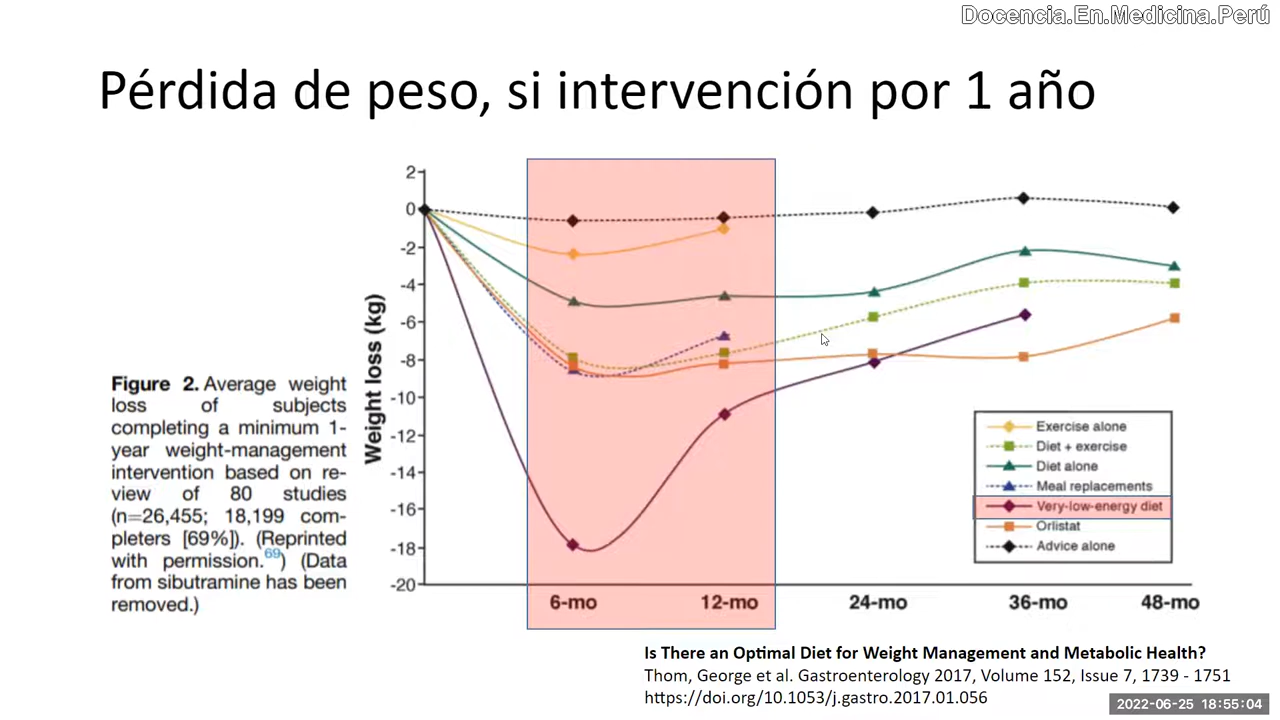 Docencia.En.Medicina.Perú
Pérdida de peso, si intervención por 1 año
Figure 2. Average weight
loss of subjects
completing a minimum 1-
year weight-management
intervention based on re-
view of 80 studies
(n=26,455; 18,199 com-
pleters [69%]). (Reprinted
with permission.69) (Data
from sibutramine has been
removed.)
Weight loss (kg)
2
0
-2
-4
-6
-8
-10
-12
-14
-16
-18
-20
6-mo 12-mo 24-mo 36-mo 48-mo
Exercise alone
Diet + exercise
Diet alone
Meal replacements
Very-low-energy diet
Orlistat
Advice alone
Is There an Optimal Diet for Weight Management and Metabolic Health?
Thom, George et al. Gastroenterology 2017, Volume 152, Issue 7, 1739 - 1751
https://doi.org/10.1053/j.gastro.2017.01.056
2022-06-25 18:55:04